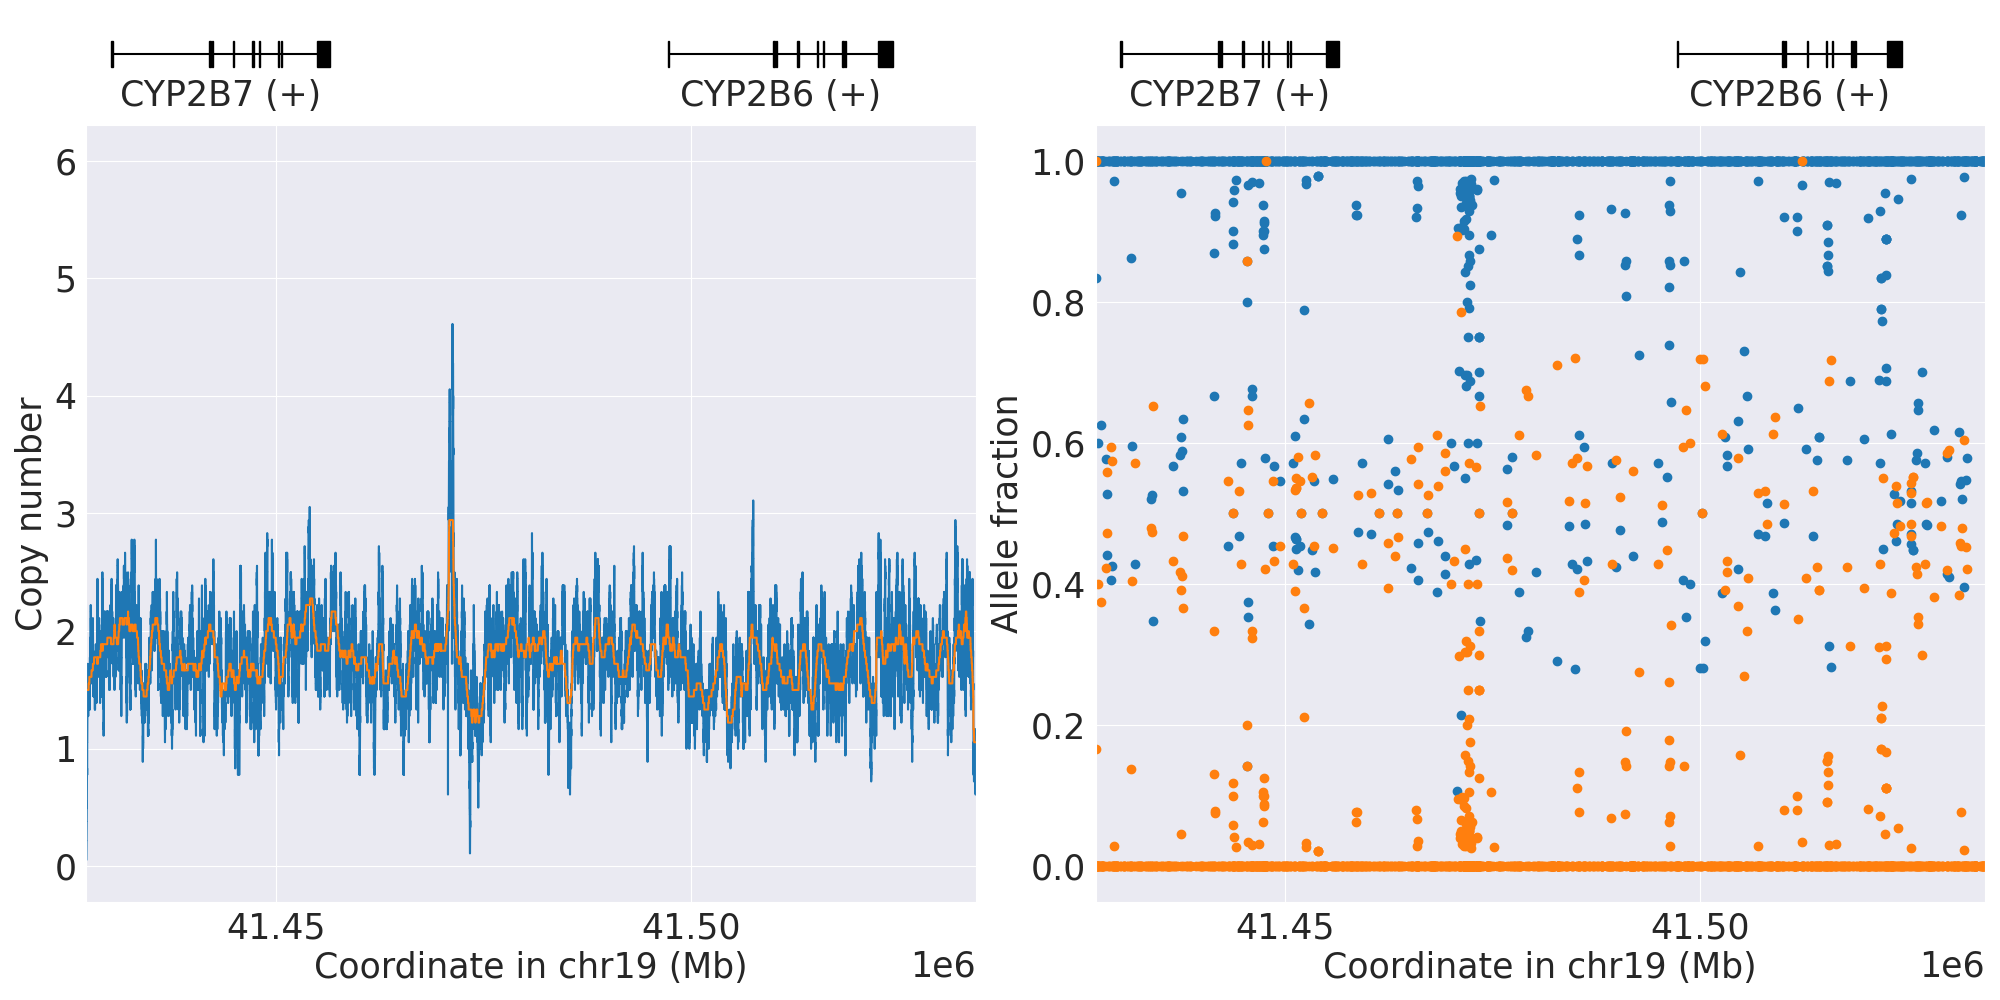 CYP2B7 (+)
CYP2B6 (+)
6
5
4
3
2
1
0
Copy number
41.45
41.50
Coordinate in chr19 (Mb)
1e6
CYP2B7 (+)
CYP2B6 (+)
1.0
0.8
0.6
0.4
0.2
0.0
Allele fraction
41.45
41.50
Coordinate in chr19 (Mb)
1e6